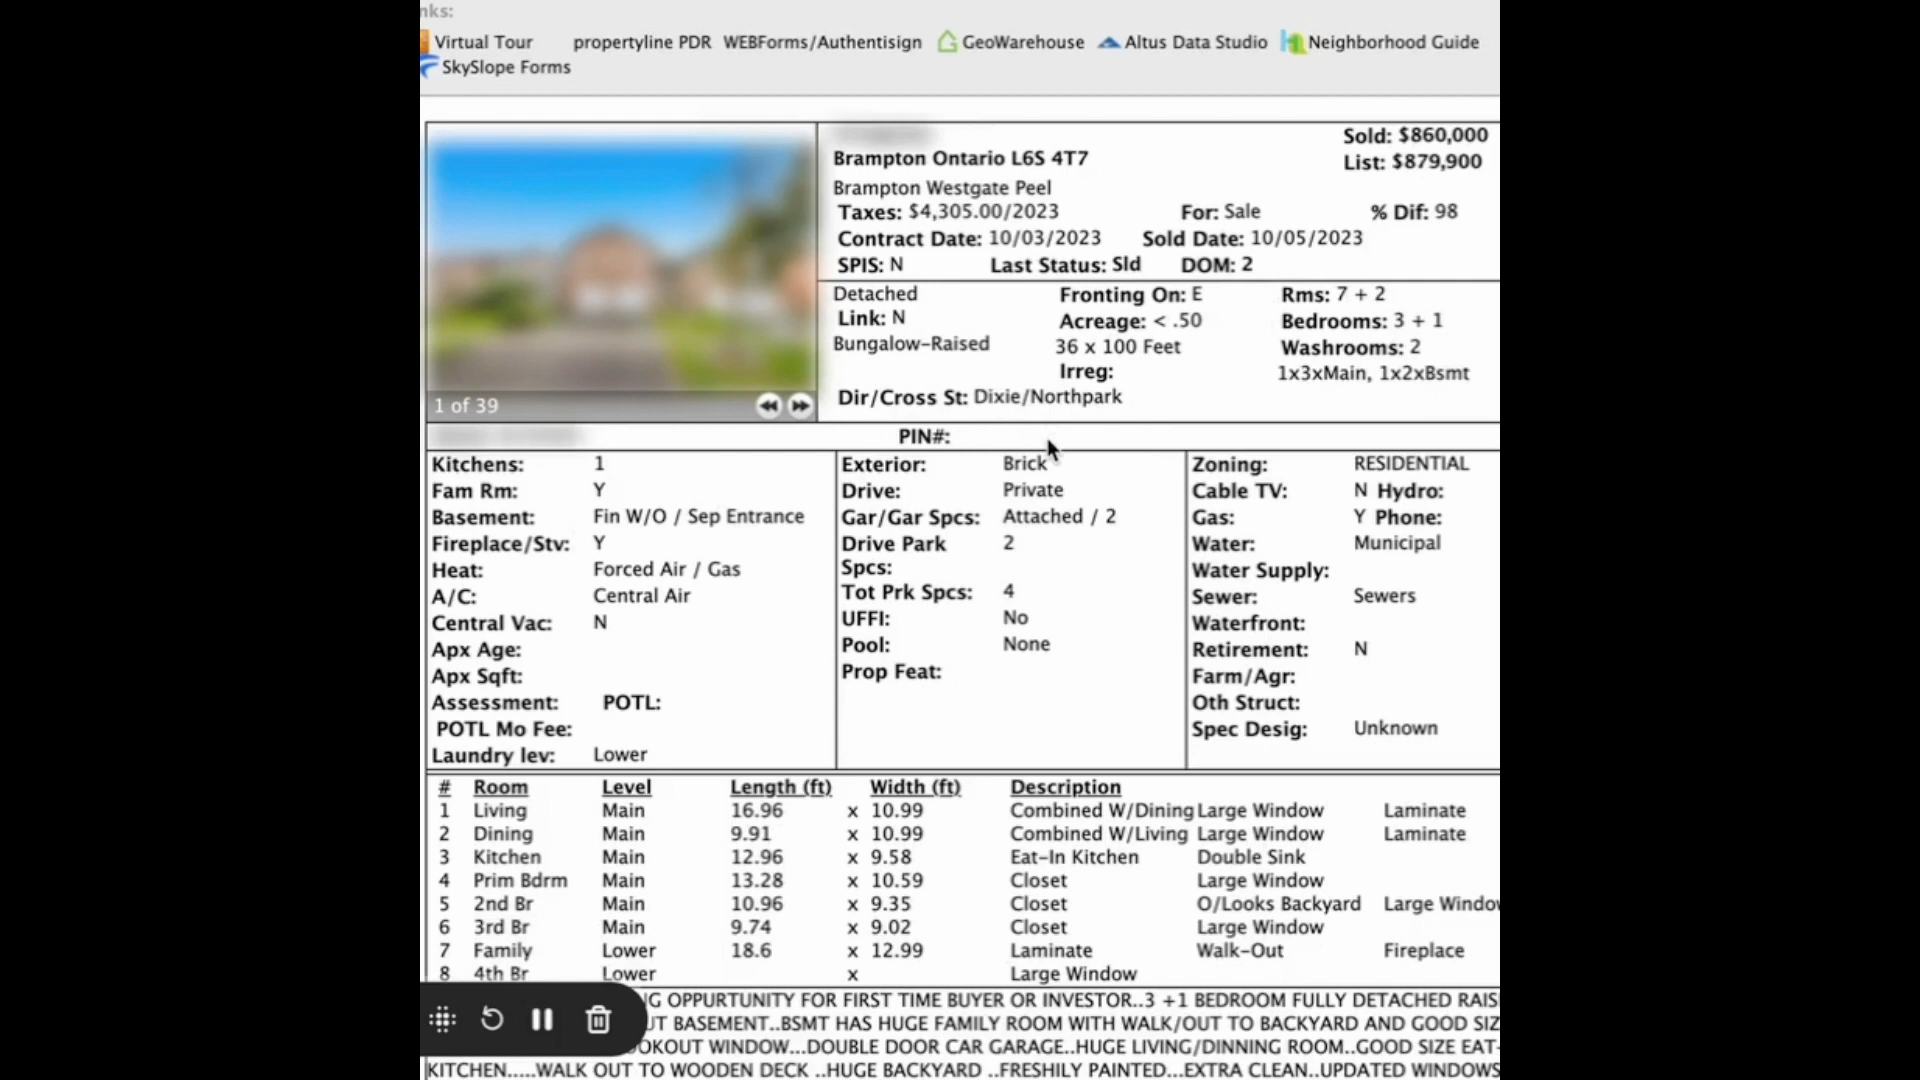 nks:
Virtual Tour propertyline PDR WEBForms/Authentisign GeoWarehouse Altus Data Studio Neighborhood Guide
SkySlope Forms
Sold: $860,000
Brampton Ontario L6S 4T7 List: $879,900
Brampton Westgate Peel
Taxes: $4,305.00/2023 For: Sale % Dif: 98
Contract Date: 10/03/2023 Sold Date: 10/05/2023
SPIS: N Last Status: Sld DOM: 2
Detached Fronting On: E Rms: 7 + 2
Link: N Acreage: < .50 Bedrooms: 3 + 1
Bungalow-Raised 36 x 100 Feet Washrooms: 2
Irreg: 1x3xMain, 1x2xBsmt
Dir/Cross St: Dixie/Northpark
1 of 39
PIN#:
Kitchens: 1 Exterior: Brick Zoning: RESIDENTIAL
Fam Rm: Y Drive: Private Cable TV: N Hydro:
Basement: Fin W/O / Sep Entrance Gar/Gar Spcs: Attached / 2 Gas: Y Phone:
Fireplace/Stv: Y Drive Park 2 Water: Municipal
Heat: Forced Air / Gas Spcs: Water Supply:
A/C: Central Air Tot Prk Spcs: 4 Sewer: Sewers
Central Vac: N UFFI: No Waterfront:
Apx Age: Pool: None Retirement: N
Apx Sqft: Prop Feat: Farm/Agr:
Assessment: POTL: Oth Struct:
POTL Mo Fee: Spec Desig: Unknown
Laundry lev: Lower
# Room Level Length (ft) Width (ft) Description
1 Living Main 16.96 x 10.99 Combined W/Dining Large Window Laminate
2 Dining Main 9.91 x 10.99 Combined W/Living Large Window Laminate
3 Kitchen Main 12.96 x 9.58 Eat-In Kitchen Double Sink
4 Prim Bdrm Main 13.28 x 10.59 Closet Large Window
5 2nd Br Main 10.96 x 9.35 Closet O/Looks Backyard Large Windo
6 3rd Br Main 9.74 x 9.02 Closet Large Window
7 Family Lower 18.6 x 12.99 Laminate Walk-Out Fireplace
8 4th Br Lower x Large Window
G OPPURTUNITY FOR FIRST TIME BUYER OR INVESTOR..3 +1 BEDROOM FULLY DETACHED RAIS
UT BASEMENT..BSMT HAS HUGE FAMILY ROOM WITH WALK/OUT TO BACKYARD AND GOOD SIZ
OKOUT WINDOW...DOUBLE DOOR CAR GARAGE..HUGE LIVING/DINNING ROOM..GOOD SIZE EAT-
KITCHEN.....WALK OUT TO WOODEN DECK ..HUGE BACKYARD ..FRESHILY PAINTED...EXTRA CLEAN..UPDATED WINDOWS